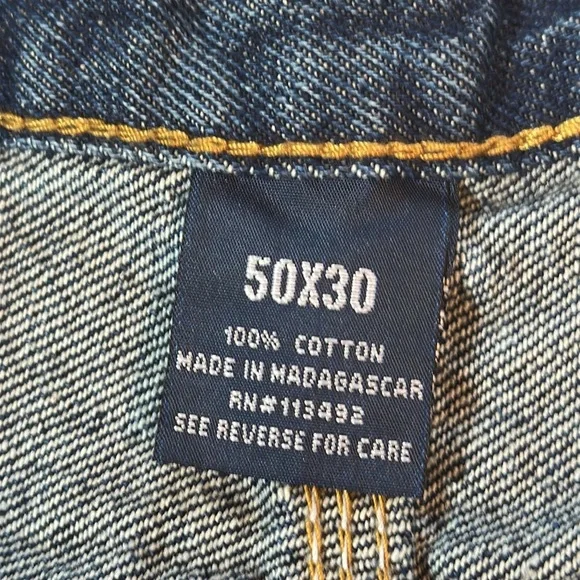 50X30
100% COTTON
MADE IN MADAGASCAR
RN#113492
SEE REVERSE FOR CARE